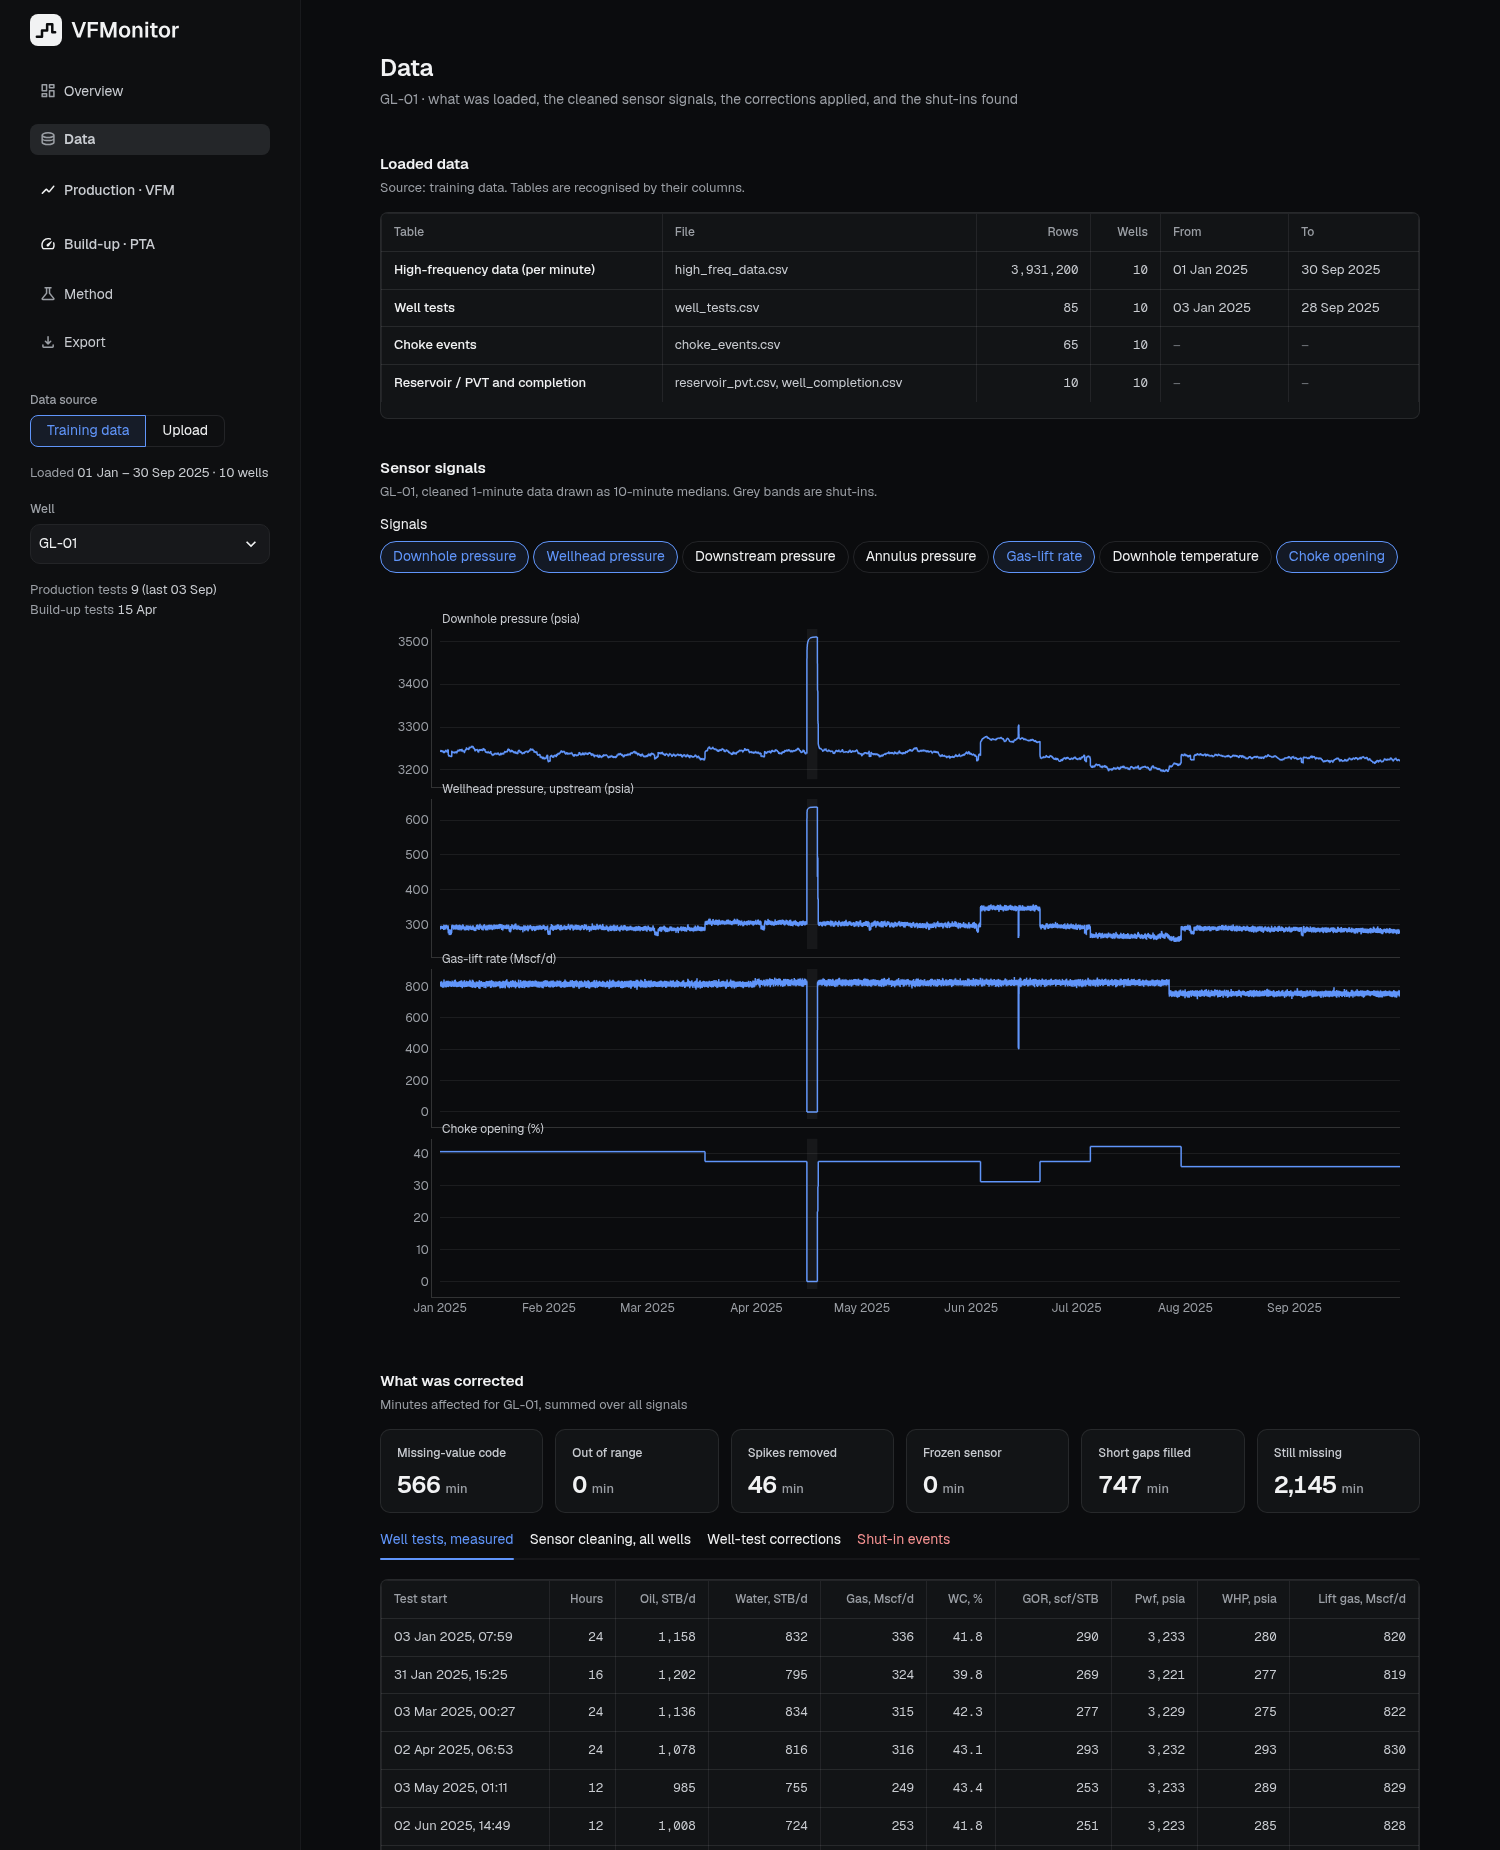 VFMonitor
Overview
Data
Production · VFM
Build-up · PTA
Method
Export
Data source
Training data Upload
Loaded 01 Jan – 30 Sep 2025 · 10 wells
Well
GL-01
Production tests 9 (last 03 Sep)
Build-up tests 15 Apr
Data
GL-01 · what was loaded, the cleaned sensor signals, the corrections applied, and the shut-ins found
Loaded data
Source: training data. Tables are recognised by their columns.
Table File Rows Wells From To
High-frequency data (per minute) high_freq_data.csv 3,931,200 10 01 Jan 2025 30 Sep 2025
Well tests well_tests.csv 85 10 03 Jan 2025 28 Sep 2025
Choke events choke_events.csv 65 10 – –
Reservoir / PVT and completion reservoir_pvt.csv, well_completion.csv 10 10 – –
Sensor signals
GL-01, cleaned 1-minute data drawn as 10-minute medians. Grey bands are shut-ins.
Signals
Downhole pressure Wellhead pressure Downstream pressure Annulus pressure Gas-lift rate Downhole temperature Choke opening
Downhole pressure (psia)
3500
3400
3300
3200
Wellhead pressure, upstream (psia)
600
500
400
300
Gas-lift rate (Mscf/d)
800
600
400
200
0
Choke opening (%)
40
30
20
10
0
Jan 2025 Feb 2025 Mar 2025 Apr 2025 May 2025 Jun 2025 Jul 2025 Aug 2025 Sep 2025
What was corrected
Minutes affected for GL-01, summed over all signals
Missing-value code Out of range Spikes removed Frozen sensor Short gaps filled Still missing
566 min 0 min 46 min 0 min 747 min 2,145 min
Well tests, measured Sensor cleaning, all wells Well-test corrections Shut-in events
Test start Hours Oil, STB/d Water, STB/d Gas, Mscf/d WC, % GOR, scf/STB Pwf, psia WHP, psia Lift gas, Mscf/d
03 Jan 2025, 07:59 24 1,158 832 336 41.8 290 3,233 280 820
31 Jan 2025, 15:25 16 1,202 795 324 39.8 269 3,221 277 819
03 Mar 2025, 00:27 24 1,136 834 315 42.3 277 3,229 275 822
02 Apr 2025, 06:53 24 1,078 816 316 43.1 293 3,232 293 830
03 May 2025, 01:11 12 985 755 249 43.4 253 3,233 289 829
02 Jun 2025, 14:49 12 1,008 724 253 41.8 251 3,223 285 828